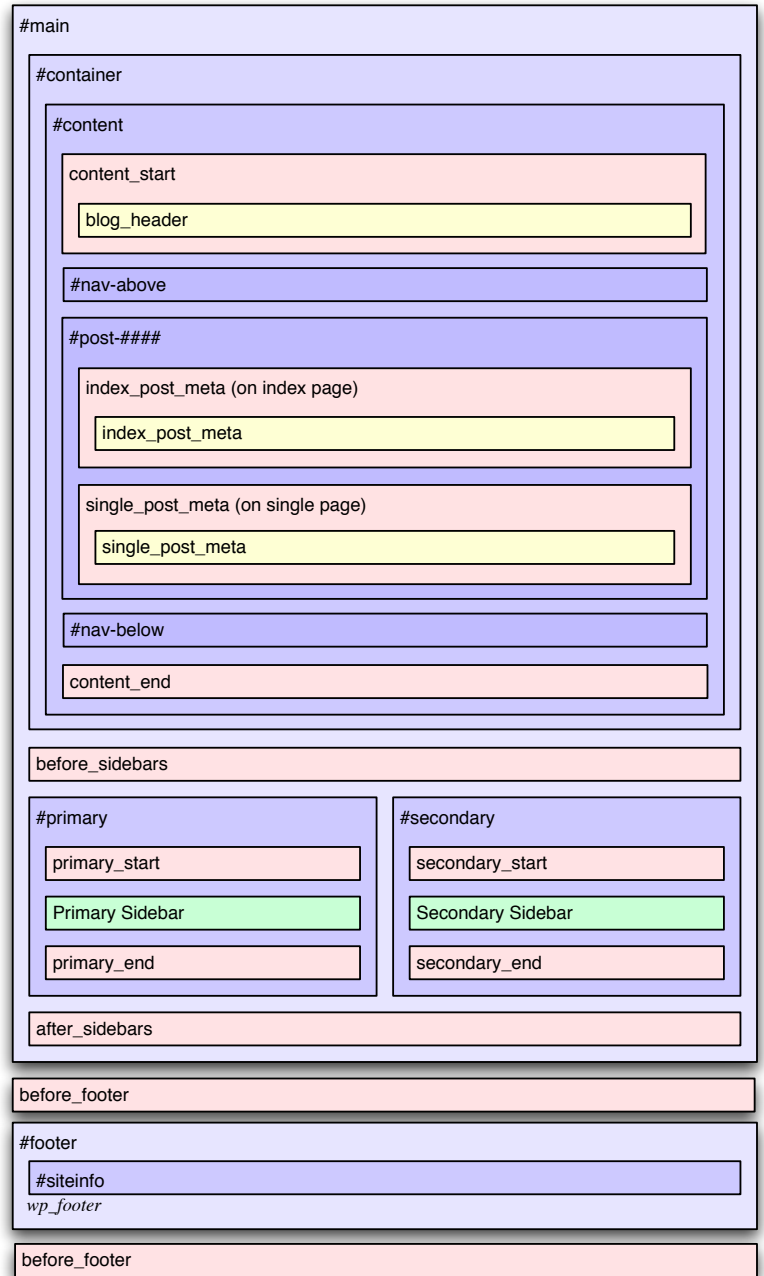 #main
#container
#content
content_start
blog_header
#nav-above
#post-####
index_post_meta (on index page)
index_post_meta
single_post_meta (on single page)
single_post_meta
#nav-below
content_end
before_sidebars
#primary
primary_start
Primary Sidebar
primary_end
#secondary
secondary_start
Secondary Sidebar
secondary_end
after_sidebars
before_footer
#footer
#siteinfo
wp_footer
before_footer